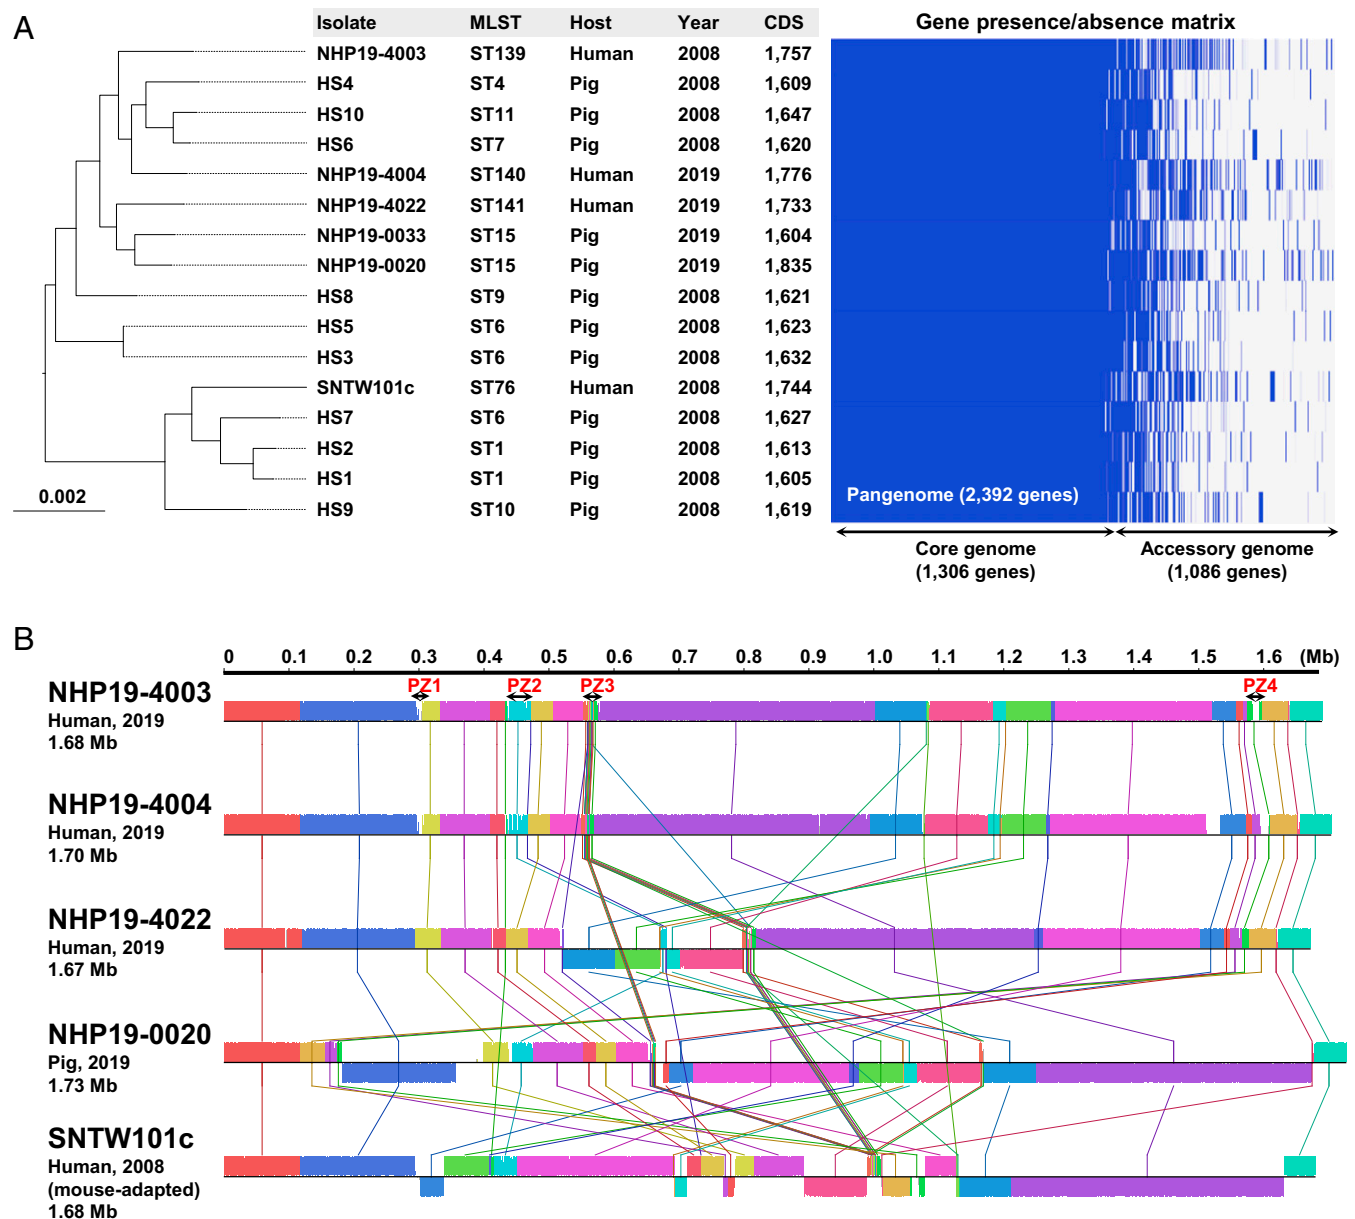 A
Isolate MLST Host Year CDS
Gene presence/absence matrix
NHP19-4003 ST139 Human 2008 1,757
HS4 ST4 Pig 2008 1,609
HS10 ST11 Pig 2008 1,647
HS6 ST7 Pig 2008 1,620
NHP19-4004 ST140 Human 2019 1,776
NHP19-4022 ST141 Human 2019 1,733
NHP19-0033 ST15 Pig 2019 1,604
NHP19-0020 ST15 Pig 2019 1,835
HS8 ST9 Pig 2008 1,621
HS5 ST6 Pig 2008 1,623
HS3 ST6 Pig 2008 1,632
SNTW101c ST76 Human 2008 1,744
HS7 ST6 Pig 2008 1,627
HS2 ST1 Pig 2008 1,613
HS1 ST1 Pig 2008 1,605
HS9 ST10 Pig 2008 1,619
0.002
Pangenome (2,392 genes)
Core genome
(1,306 genes)
Accessory genome
(1,086 genes)
B
0 0.1 0.2 0.3 0.4 0.5 0.6 0.7 0.8 0.9 1.0 1.1 1.2 1.3 1.4 1.5 1.6 (Mb)
PZ1 PZ2 PZ3 PZ4
NHP19-4003
Human, 2019
1.68 Mb
NHP19-4004
Human, 2019
1.70 Mb
NHP19-4022
Human, 2019
1.67 Mb
NHP19-0020
Pig, 2019
1.73 Mb
SNTW101c
Human, 2008
(mouse-adapted)
1.68 Mb